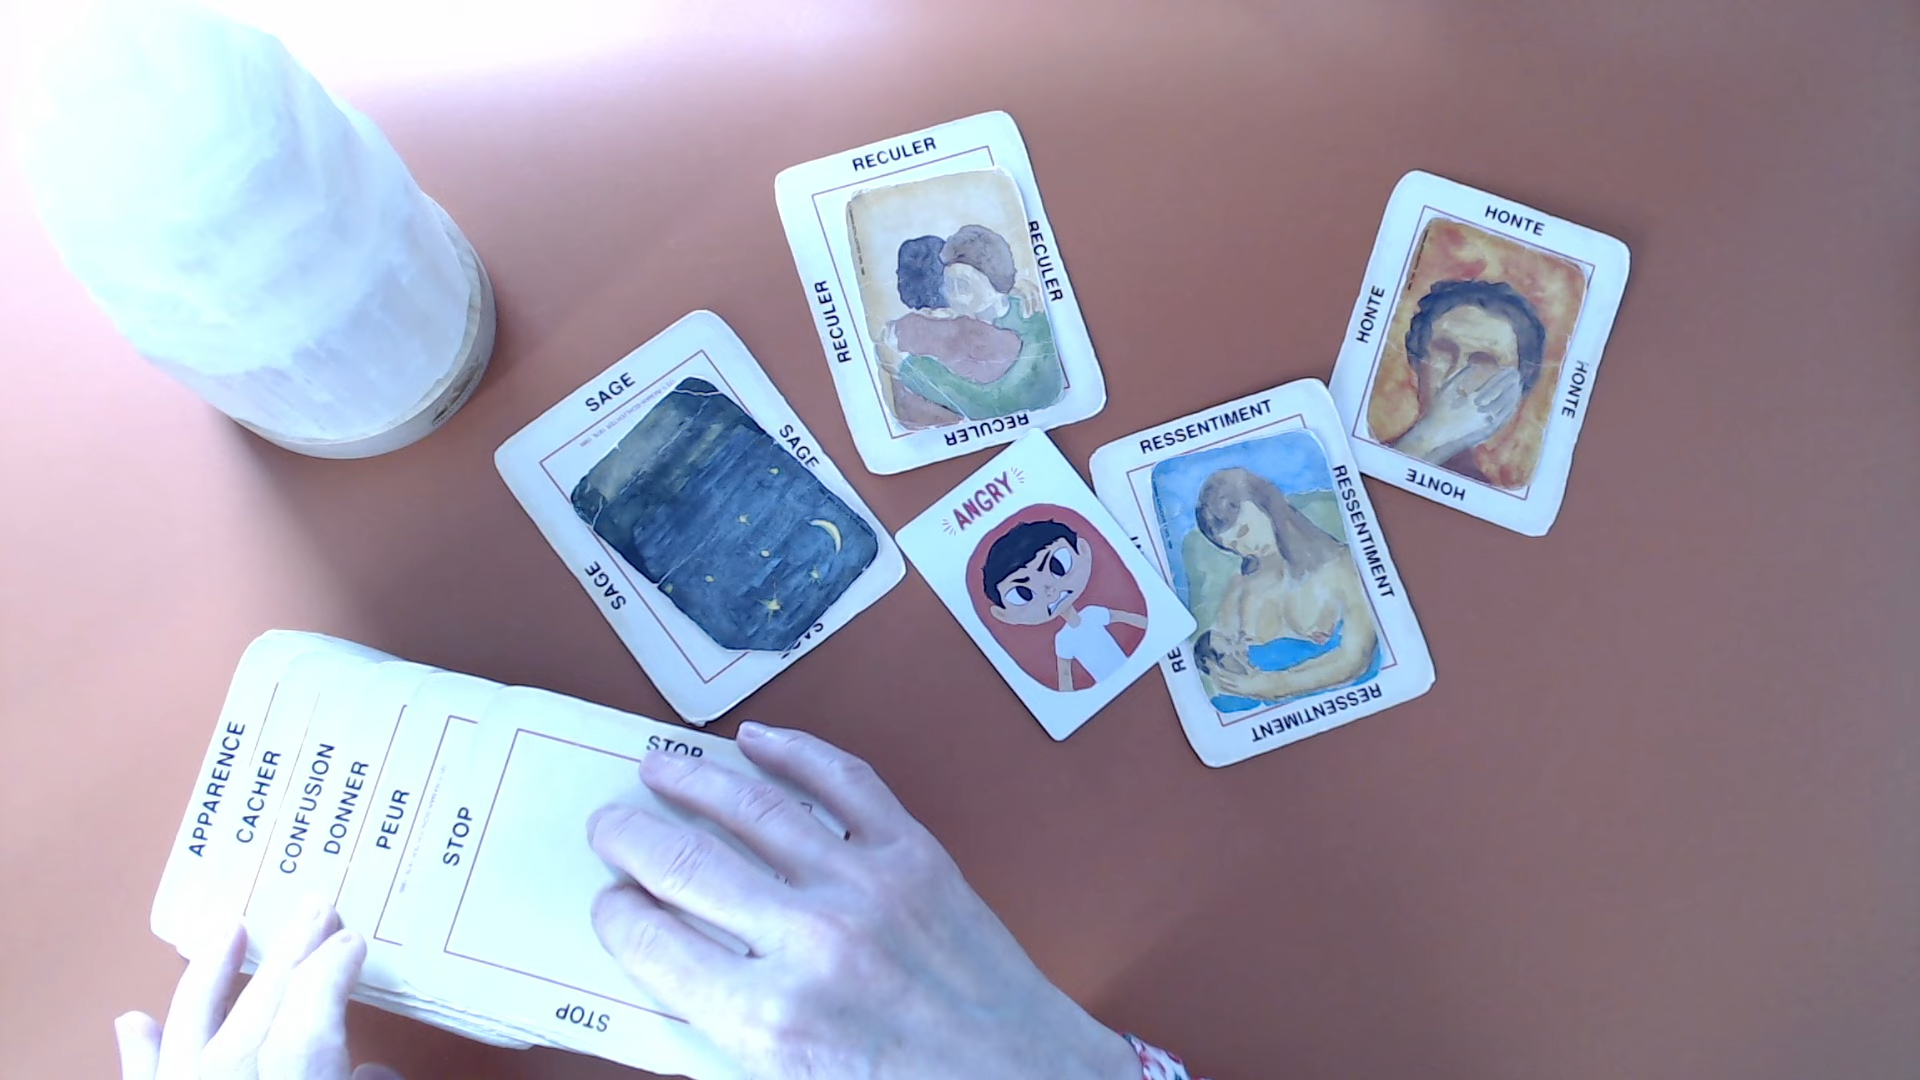 RECULER
RECULER
RECULER
RECULER
HONTE
HONTE
HONTE
HONTE
SAGE
SAGE
SAGE
RESSENTIMENT
RESSENTIMENT
RESSENTIMENT
ANGRY
APPARENCE
CACHER
CONFUSION
DONNER
PEUR
STOP
STOP
STOP